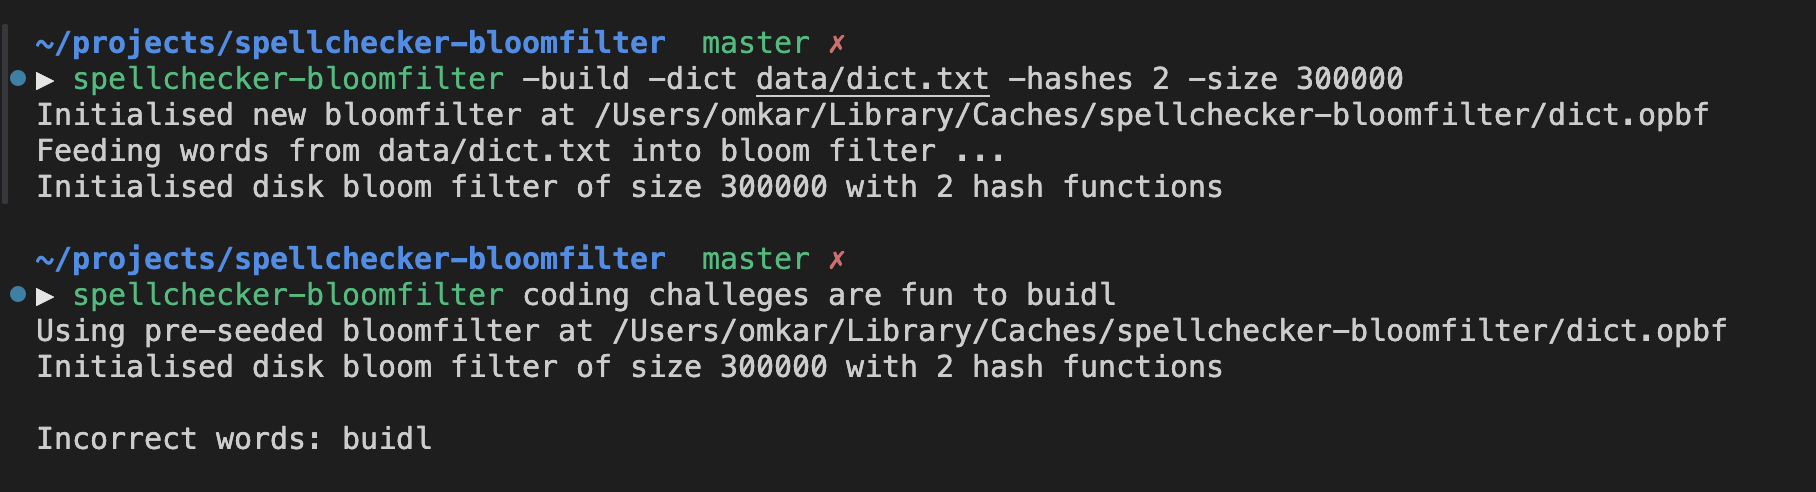 ~/projects/spellchecker-bloomfilter master ✗
▶ spellchecker-bloomfilter -build -dict data/dict.txt -hashes 2 -size 300000
Initialised new bloomfilter at /Users/omkar/Library/Caches/spellchecker-bloomfilter/dict.opbf
Feeding words from data/dict.txt into bloom filter ...
Initialised disk bloom filter of size 300000 with 2 hash functions
~/projects/spellchecker-bloomfilter master ✗
▶ spellchecker-bloomfilter coding challeges are fun to buidl
Using pre-seeded bloomfilter at /Users/omkar/Library/Caches/spellchecker-bloomfilter/dict.opbf
Initialised disk bloom filter of size 300000 with 2 hash functions
Incorrect words: buidl